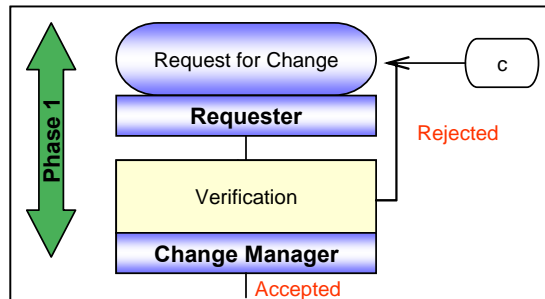 Request for Change
c
Requester
Phase 1
Rejected
Verification
Change Manager
Accepted